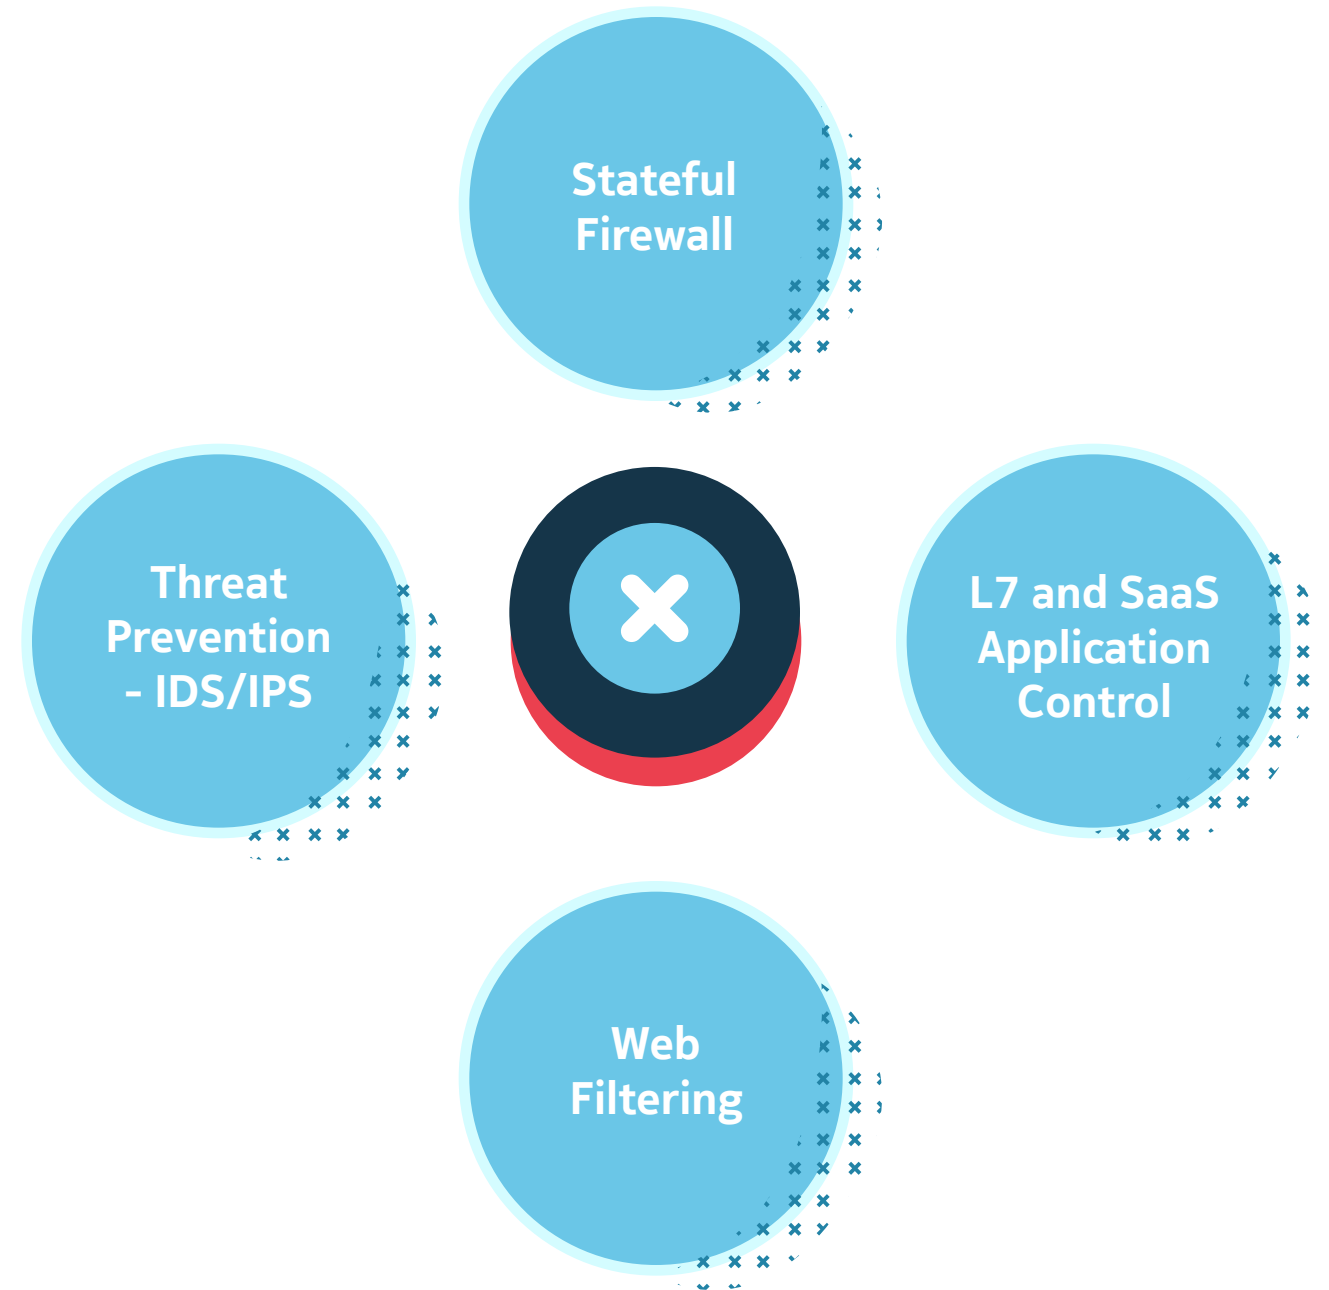 Stateful
Firewall
Threat
Prevention
- IDS/IPS
L7 and SaaS
Application
Control
Web
Filtering